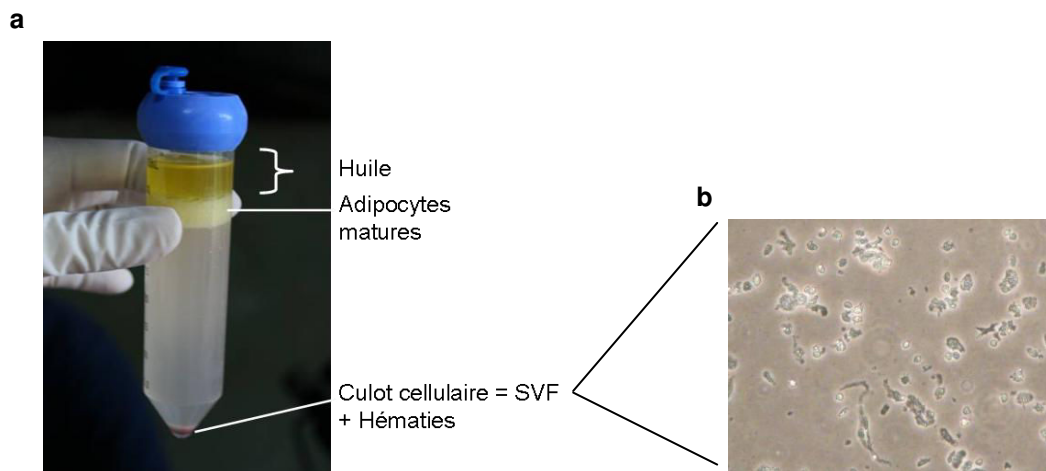 a
Huile
Adipocytes
matures
b
Culot cellulaire = SVF
+ Hématies